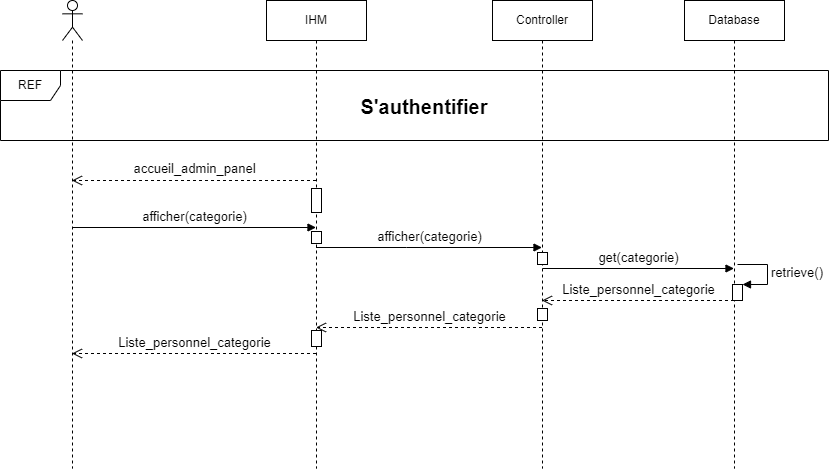 IHM
Controller
Database
REF
S'authentifier
accueil_admin_panel
afficher(categorie)
afficher(categorie)
get(categorie)
retrieve()
Liste_personnel_categorie
Liste_personnel_categorie
Liste_personnel_categorie